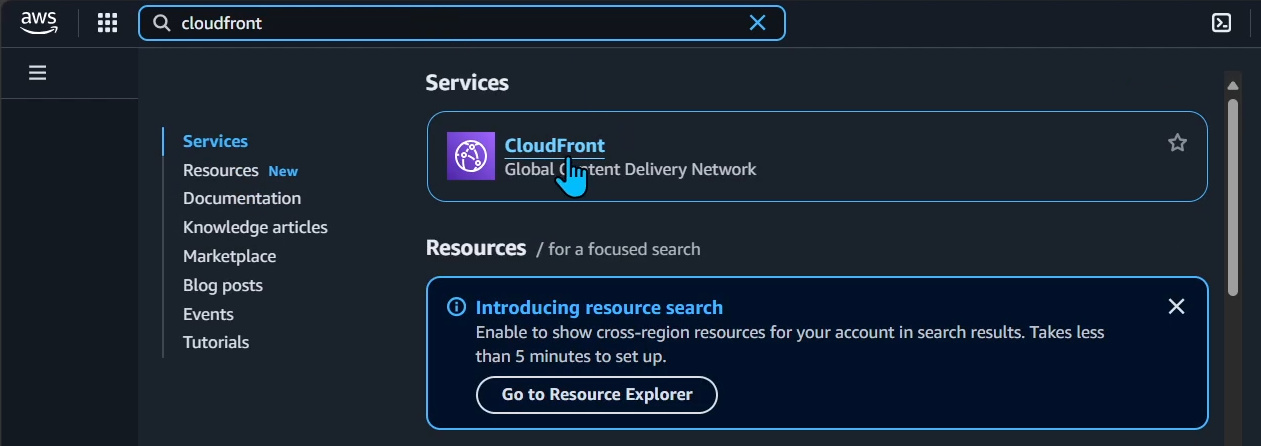 aws
cloudfront
Services
Resources New
Documentation
Knowledge articles
Marketplace
Blog posts
Events
Tutorials
Services
CloudFront
Global Content Delivery Network
Resources / for a focused search
Introducing resource search
Enable to show cross-region resources for your account in search results. Takes less
than 5 minutes to set up.
Go to Resource Explorer